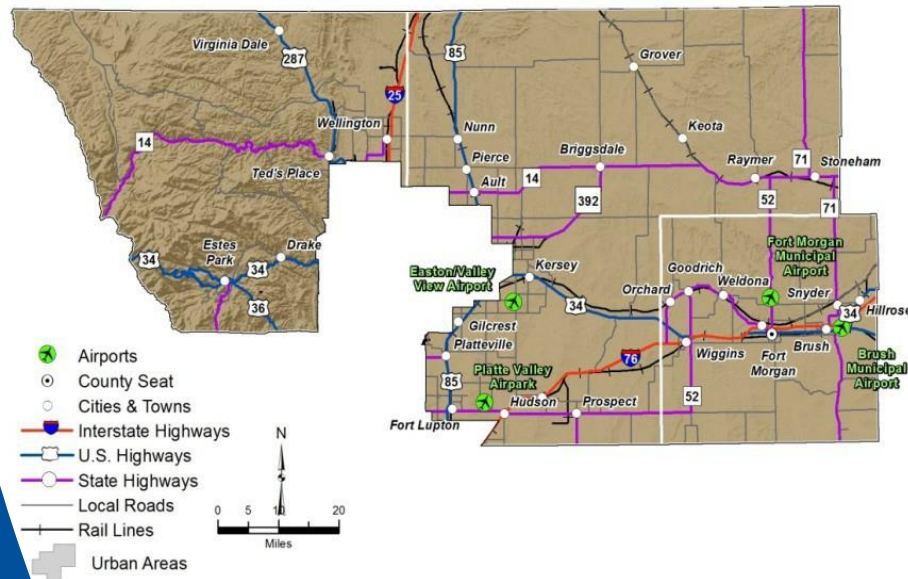 Virginia Dale
287
85
Grover
25
Wellington
Nunn
Keota
14
Briggsdale
Pierce
Raymer
71
Stoneham
Ted's Place
Ault
14
52
392
71
Estes
Park
Drake
34
34
36
Easton/Valley
View Airport
Kersey
Goodrich
Fort Morgan
Municipal
Airport
Orchard
Weldona
Snyder
34
34
Hillrose
Gilcrest
Platteville
76
Wiggins
Fort
Morgan
Brush
Brush
Municipal
Airport
85
Platte Valley
Airpark
Hudson
Prospect
52
Fort Lupton
Airports
County Seat
Cities & Towns
Interstate Highways
U.S. Highways
State Highways
Local Roads
Rail Lines
Urban Areas
N
0 5 10 20
Miles